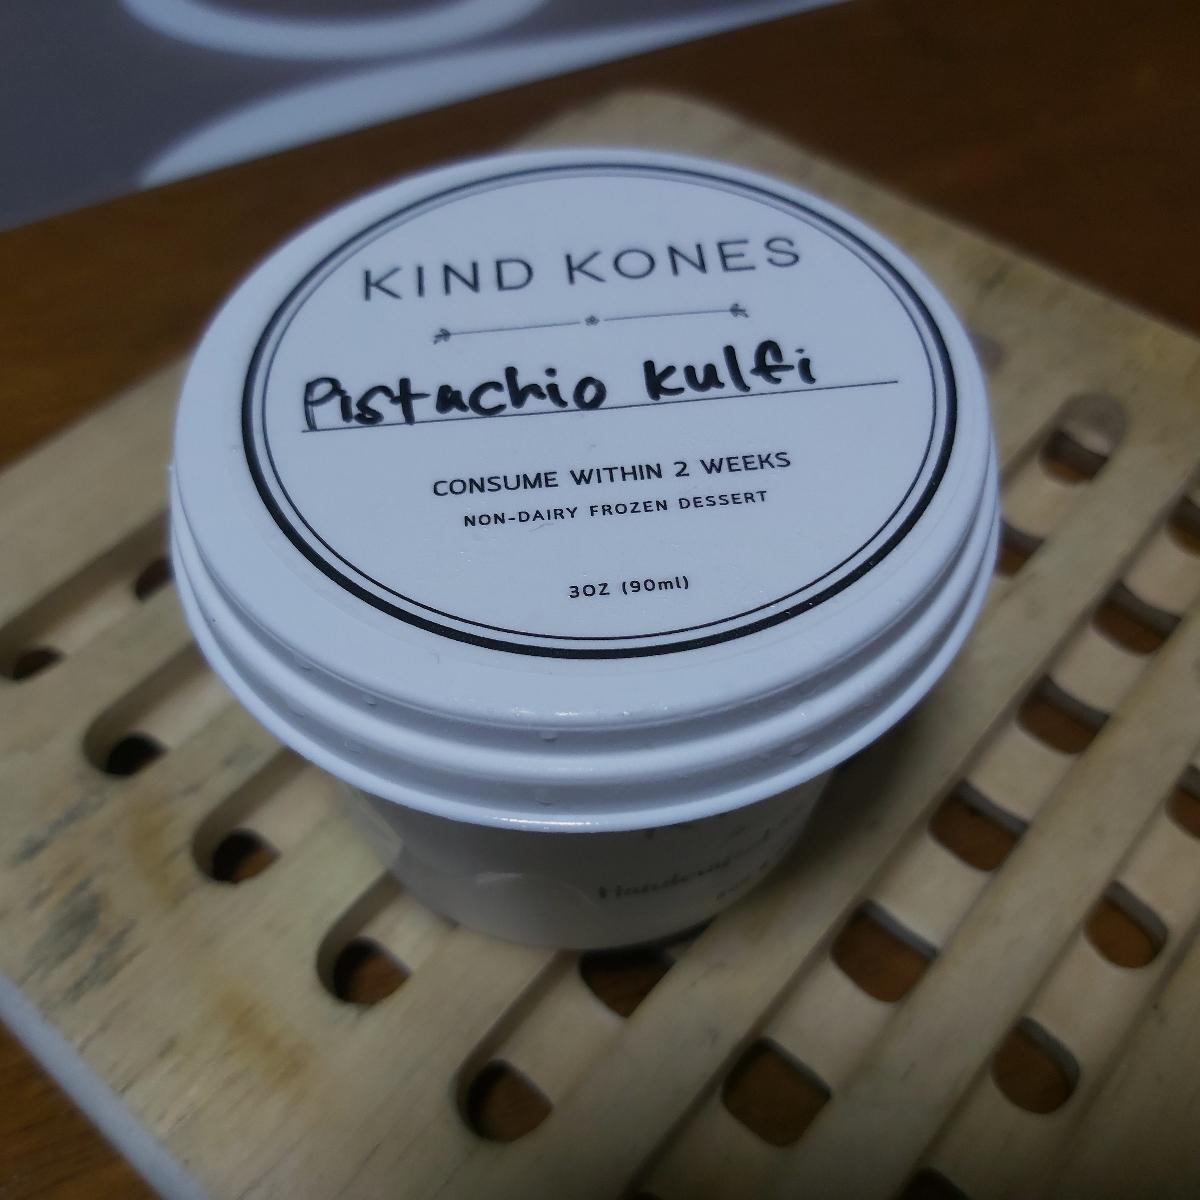 KIND KONES
Pistachio kulfi
CONSUME WITHIN 2 WEEKS
NON-DAIRY FROZEN DESSERT
3OZ (90ml)